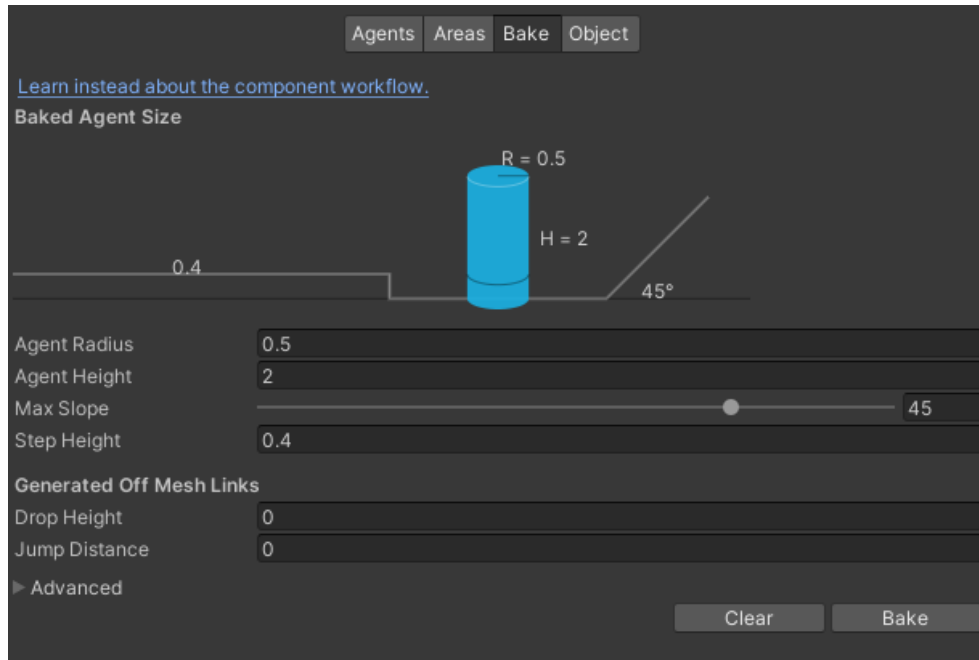 Agents Areas Bake Object
Learn instead about the component workflow.
Baked Agent Size
R = 0.5
H = 2
0.4
45°
Agent Radius 0.5
Agent Height 2
Max Slope 45
Step Height 0.4
Generated Off Mesh Links
Drop Height 0
Jump Distance 0
Advanced
Clear Bake